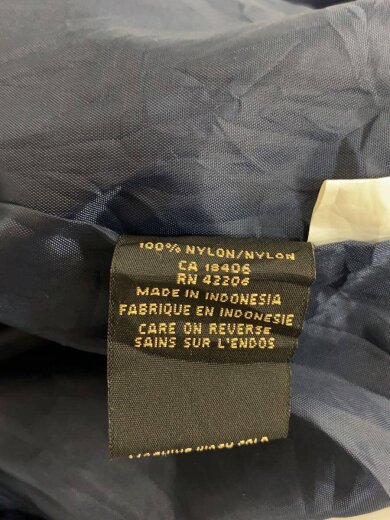 100% NYLON/NYLON
CA 18406
RN 42206
MADE IN INDONESIA
FABRIQUE EN INDONESIE
CARE ON REVERSE
SAINS SUR L'ENDOS